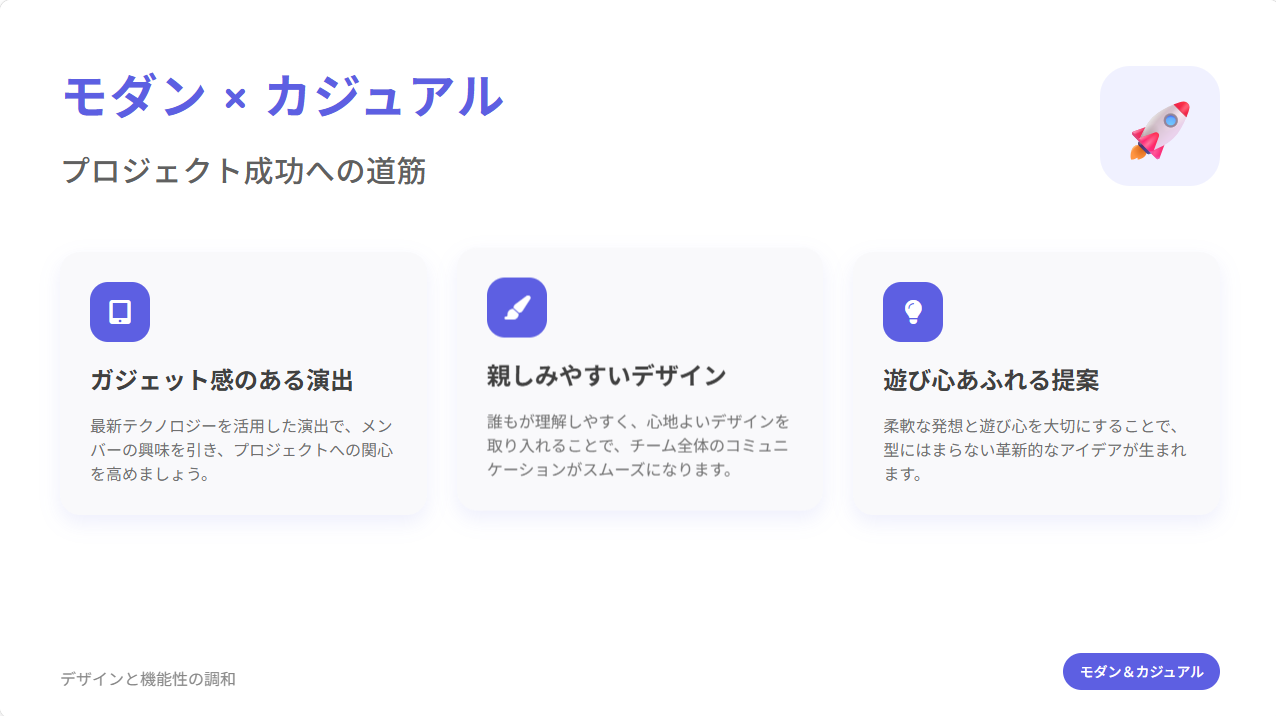 モダン × カジュアル
プロジェクト成功への道筋
ガジェット感のある演出
最新テクノロジーを活用した演出で、メン
バーの興味を引き、プロジェクトへの関心
を高めましょう。
親しみやすいデザイン
誰もが理解しやすく、心地よいデザインを
取り入れることで、チーム全体のコミュニ
ケーションがスムーズになります。
遊び心あふれる提案
柔軟な発想と遊び心を大切にすることで、
型にはまらない革新的なアイデアが生まれ
ます。
デザインと機能性の調和
モダン＆カジュアル